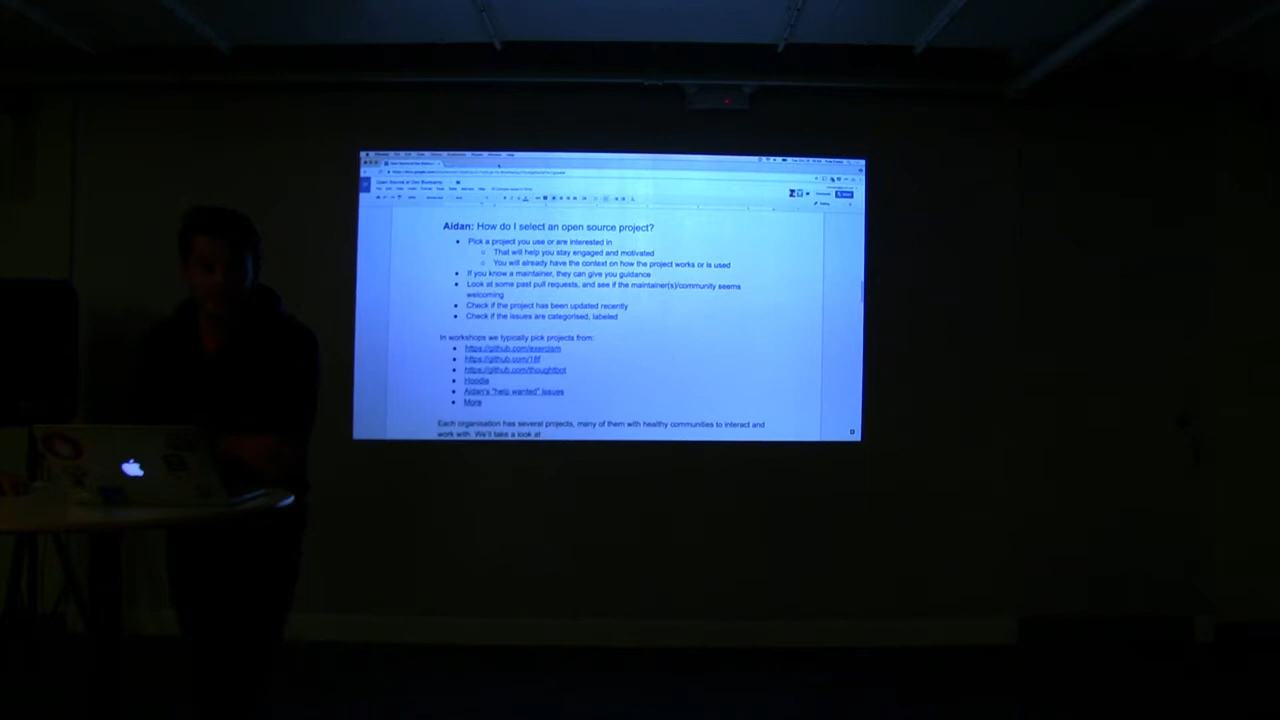 Open Source at Dev Bootcamp
Aidan: How do I select an open source project?
Pick a project you use or are interested in
That will help you stay engaged and motivated
You will already have the context on how the project works or is used
If you know a maintainer, they can give you guidance
Look at some past pull requests, and see if the maintainer(s)/community seems
welcoming
Check if the project has been updated recently
Check if the issues are categorised, labeled
In workshops we typically pick projects from:
https://github.com/exercism
https://github.com/18f
https://github.com/thoughtbot
Hoodie
Aidan's "help wanted" issues
More
Each organisation has several projects, many of them with healthy communities to interact and
work with. We'll take a look at